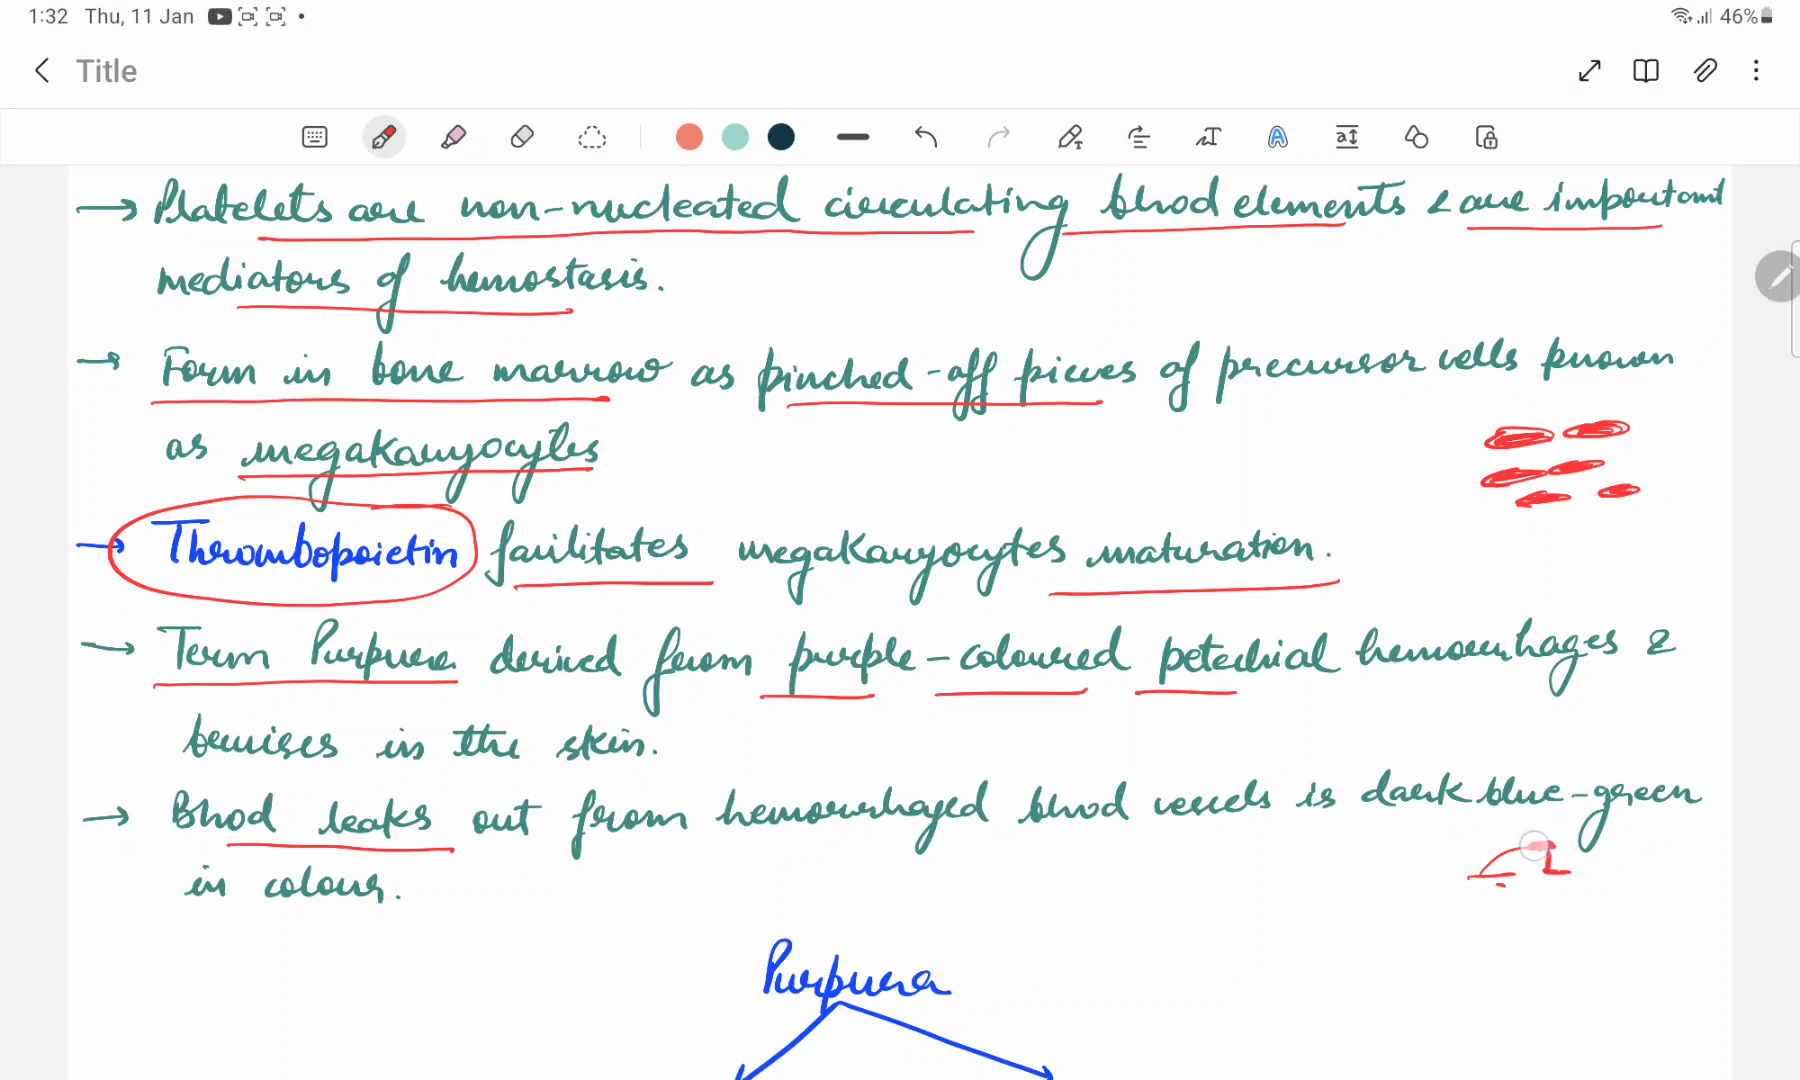 1:32 Thu, 11 Jan
46%
Title
→ Platelets are non-nucleated circulating blood elements & are important
mediators of hemostasis.
→ Form in bone marrow as pinched-off pieces of precursor cells known
as megakaryocytes
→ Thrombopoietin facilitates megakaryocytes maturation.
→ Term Purpura derived from purple-coloured petechial hemorrhages &
bruises in the skin.
→ Blood leaks out from hemorrhaged blood vessels is dark blue-green
in colour.
Purpura